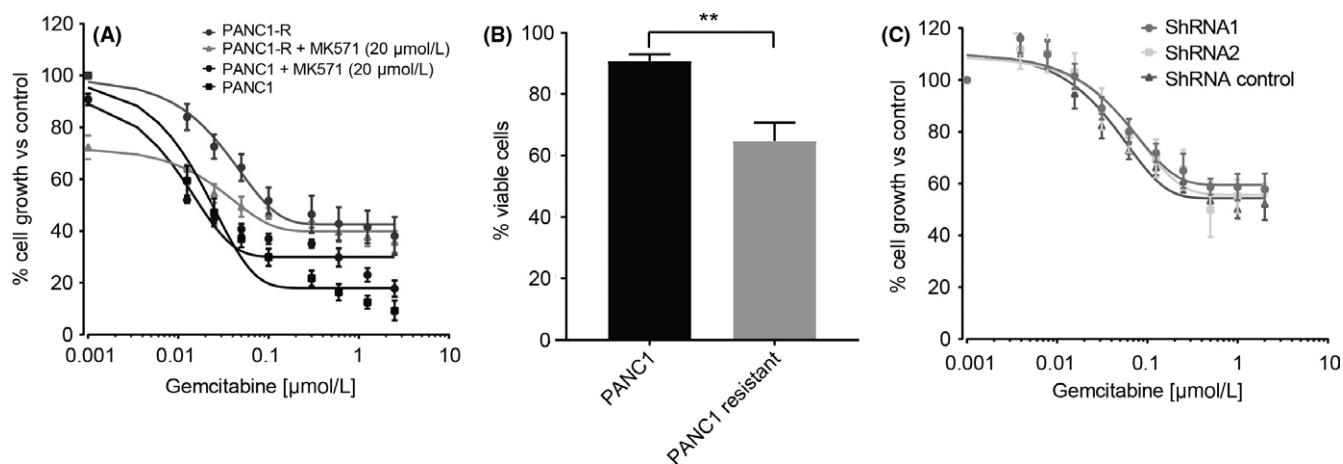 (A)
PANC1-R
PANC1-R + MK571 (20 µmol/L)
PANC1 + MK571 (20 µmol/L)
PANC1
% cell growth vs control
120
100
80
60
40
20
0
0.001
0.01
0.1
1
10
Gemcitabine [µmol/L]
(B)
**
% viable cells
100
80
60
40
20
0
PANC1
PANC1 resistant
(C)
ShRNA1
ShRNA2
ShRNA control
% cell growth vs control
120
100
80
60
40
20
0
0.001
0.01
0.1
1
10
Gemcitabine [µmol/L]